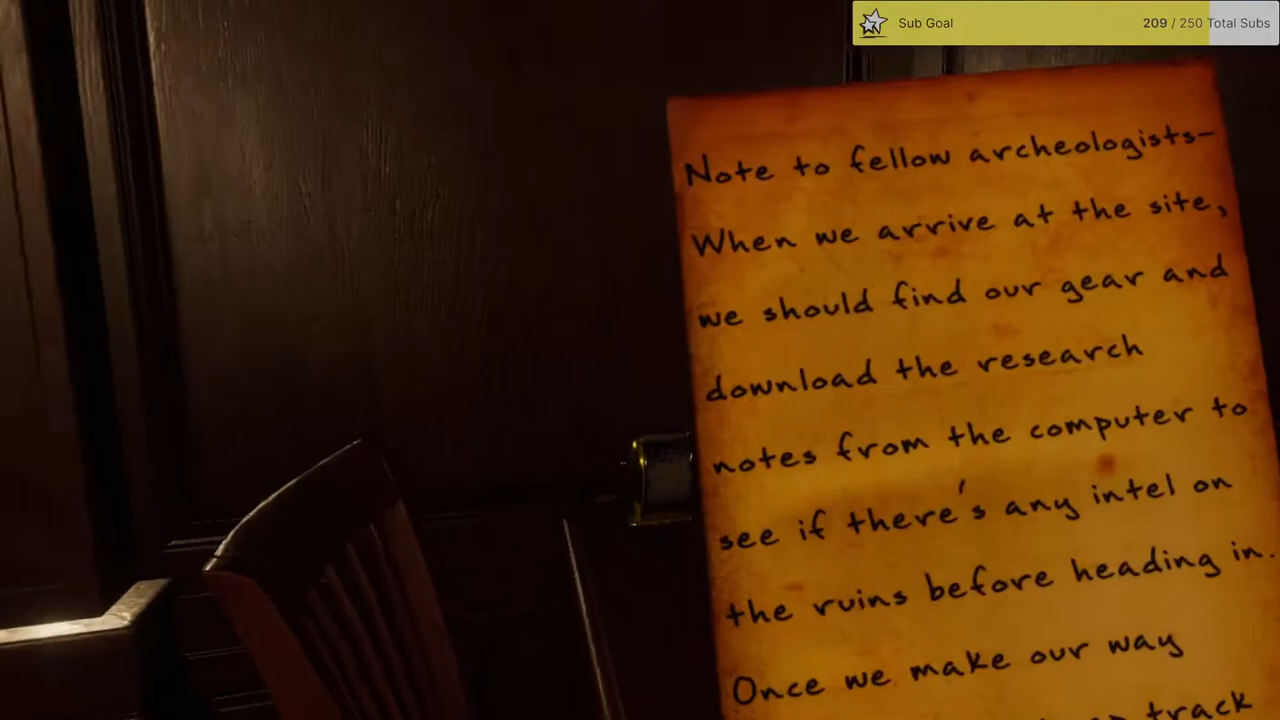 Sub Goal 209 / 250 Total Subs
Note to fellow archeologists-
When we arrive at the site,
we should find our gear and
download the research
notes from the computer to
see if there's any intel on
the ruins before heading in.
Once we make our way
track